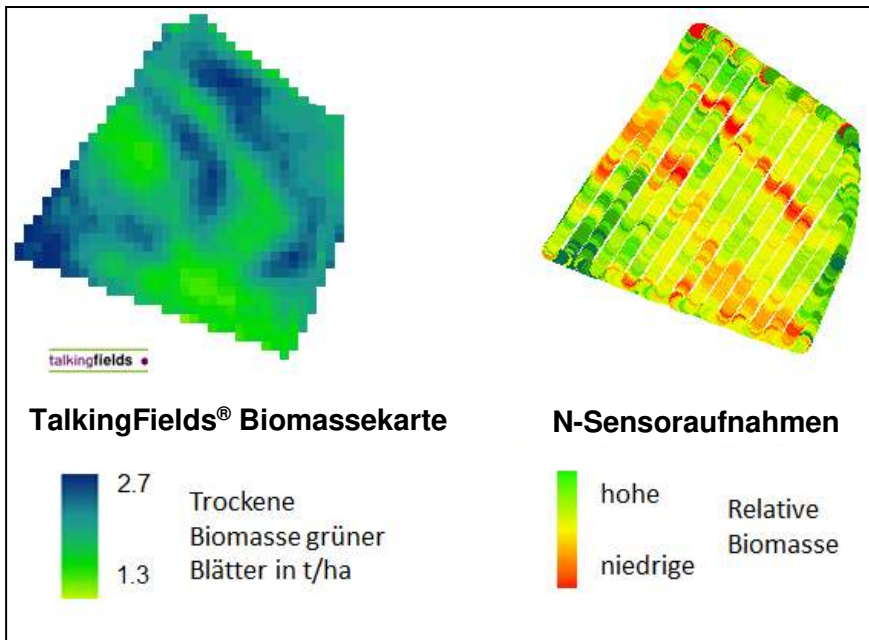 talkingfields
TalkingFields® Biomassekarte
2.7
1.3
Trockene
Biomasse grüner
Blätter in t/ha
N-Sensoraufnahmen
hohe
niedrige
Relative
Biomasse